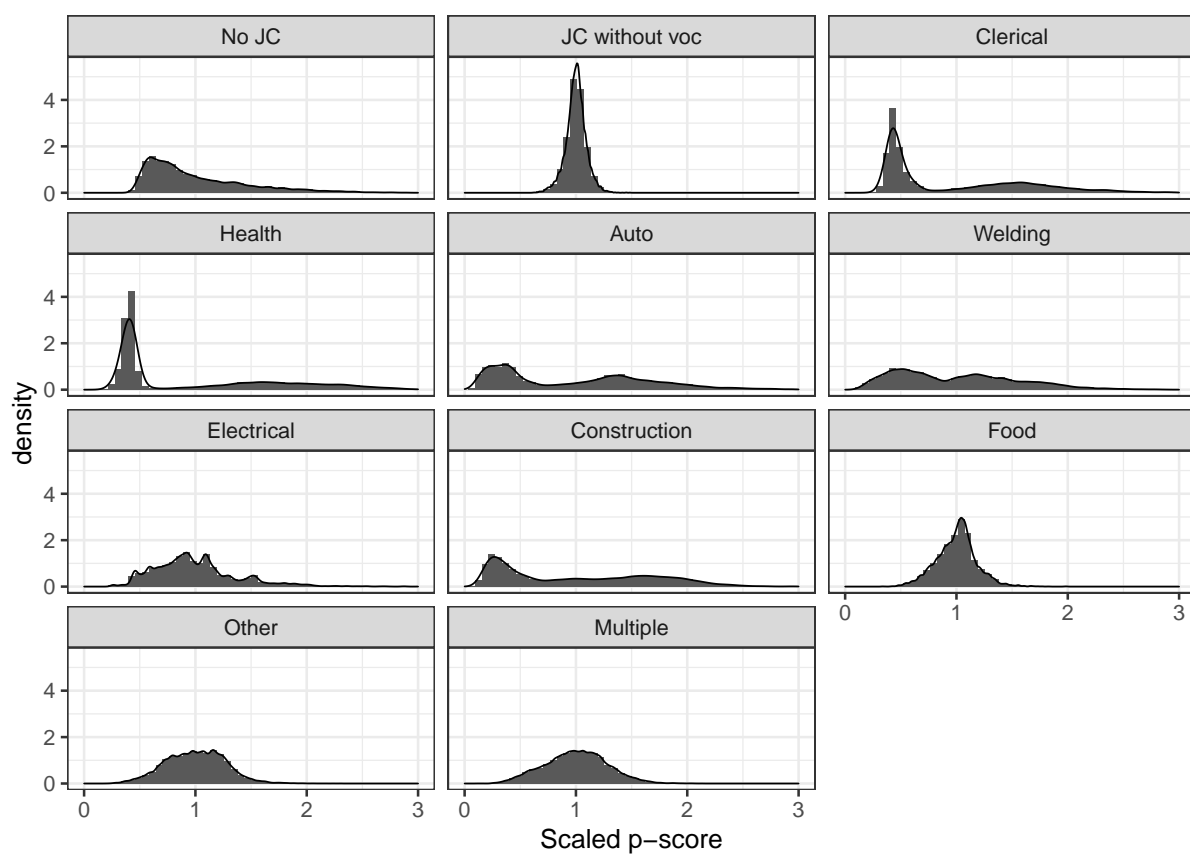 No JC
JC without voc
Clerical
4
2
0
Health
Auto
Welding
4
2
0
density
Electrical
Construction
Food
4
2
0
0 1 2 3
Other
Multiple
4
2
0
0 1 2 3
0 1 2 3
Scaled p−score